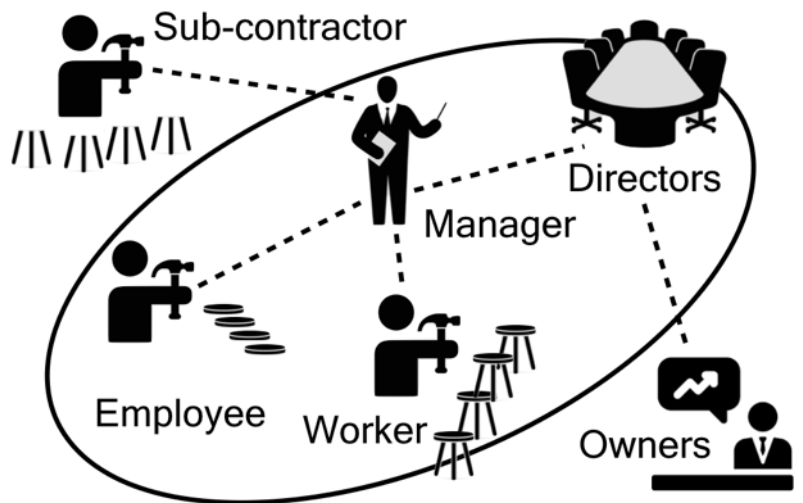 Sub-contractor
Directors
Manager
Employee
Worker
Owners